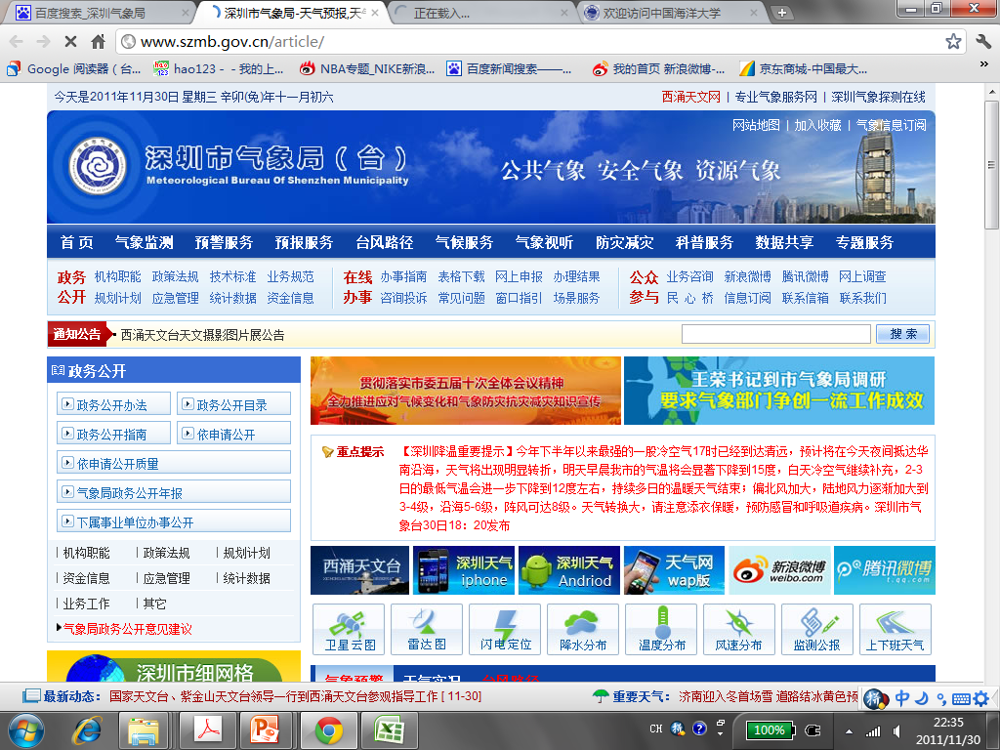 百度搜索_深圳气象局
深圳市气象局-天气预报,天
正在载入...
欢迎访问中国海洋大学
www.szmb.gov.cn/article/
Google 阅读器（台...
hao123 - - 我的上...
NBA专题_NIKE新浪...
百度新闻搜索——...
我的首页 新浪微博-...
京东商城-中国最大...
今天是2011年11月30日 星期三 辛卯(兔)年十一月初六
西涌天文网 | 专业气象服务网 | 深圳气象探测在线
网站地图 | 加入收藏 | 气象信息订阅
深圳市气象局（台）
Meteorological Bureau Of Shenzhen Municipality
公共气象 安全气象 资源气象
首 页 气象监测 预警服务 预报服务 台风路径 气候服务 气象视听 防灾减灾 科普服务 数据共享 专题服务
政务 机构职能 政策法规 技术标准 业务规范
公开 规划计划 应急管理 统计数据 资金信息
在线 办事指南 表格下载 网上申报 办理结果
办事 咨询投诉 常见问题 窗口指引 场景服务
公众 业务咨询 新浪微博 腾讯微博 网上调查
参与 民 心 桥 信息订阅 联系信箱 联系我们
通知公告
西涌天文台天文摄影图片展公告
搜 索
政务公开
政务公开办法 政务公开目录
政务公开指南 依申请公开
依申请公开质量
气象局政务公开年报
下属事业单位办事公开
机构职能 政策法规 规划计划
资金信息 应急管理 统计数据
业务工作 其它
气象局政务公开意见建议
深圳市细网格
贯彻落实市委五届十次全体会议精神
全力推进应对气候变化和气象防灾抗灾减灾知识宣传
王荣书记到市气象局调研
要求气象部门争创一流工作成效
重点提示
【深圳降温重要提示】今年下半年以来最强的一股冷空气17时已经到达清远，预计将在今天夜间抵达华
南沿海，天气将出现明显转折，明天早晨我市的气温将会显著下降到15度，白天冷空气继续补充，2-3
日的最低气温会进一步下降到12度左右，持续多日的温暖天气结束；偏北风加大，陆地风力逐渐加大到
3-4级，沿海5-6级，阵风可达8级。天气转换大，请注意添衣保暖，预防感冒和呼吸道疾病。深圳市气
象台30日18：20发布
西涌天文台
深圳天气
iphone
深圳天气
Andriod
天气网
wap版
新浪微博
weibo.com
腾讯微博
t.qq.com
卫星云图 雷达图 闪电定位 降水分布 温度分布 风速分布 监测公报 上下班天气
气象预警 天气实况 台风路径
最新动态： 国家天文台、紫金山天文台领导一行到西涌天文台参观指导工作 [ 11-30]
重要天气： 济南迎入冬首场雪 道路结冰黄色预
中
CH
100%
22:35
2011/11/30